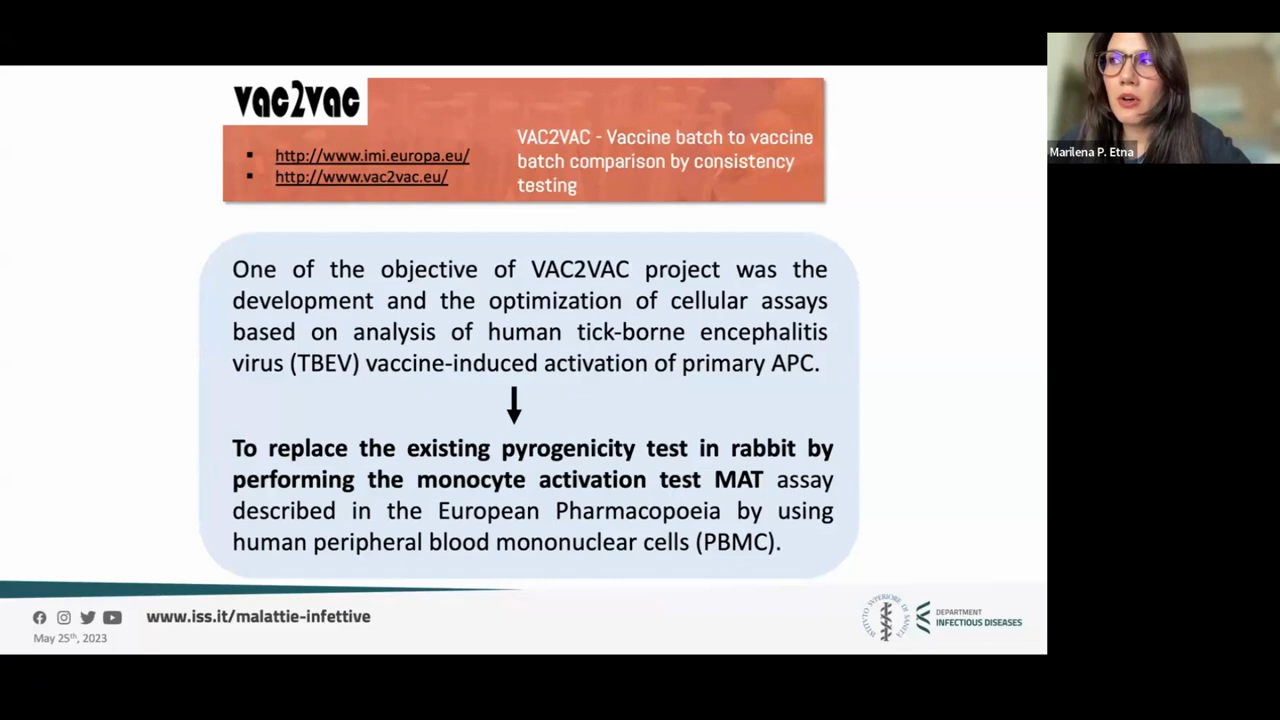 vac2vac
http://www.imi.europa.eu/
http://www.vac2vac.eu/
VAC2VAC - Vaccine batch to vaccine
batch comparison by consistency
testing
Marilena P. Etna
One of the objective of VAC2VAC project was the
development and the optimization of cellular assays
based on analysis of human tick-borne encephalitis
virus (TBEV) vaccine-induced activation of primary APC.
To replace the existing pyrogenicity test in rabbit by
performing the monocyte activation test MAT assay
described in the European Pharmacopoeia by using
human peripheral blood mononuclear cells (PBMC).
www.iss.it/malattie-infettive
May 25th, 2023
ISTITUTO SUPERIORE DI SANITÀ
DEPARTMENT
INFECTIOUS DISEASES